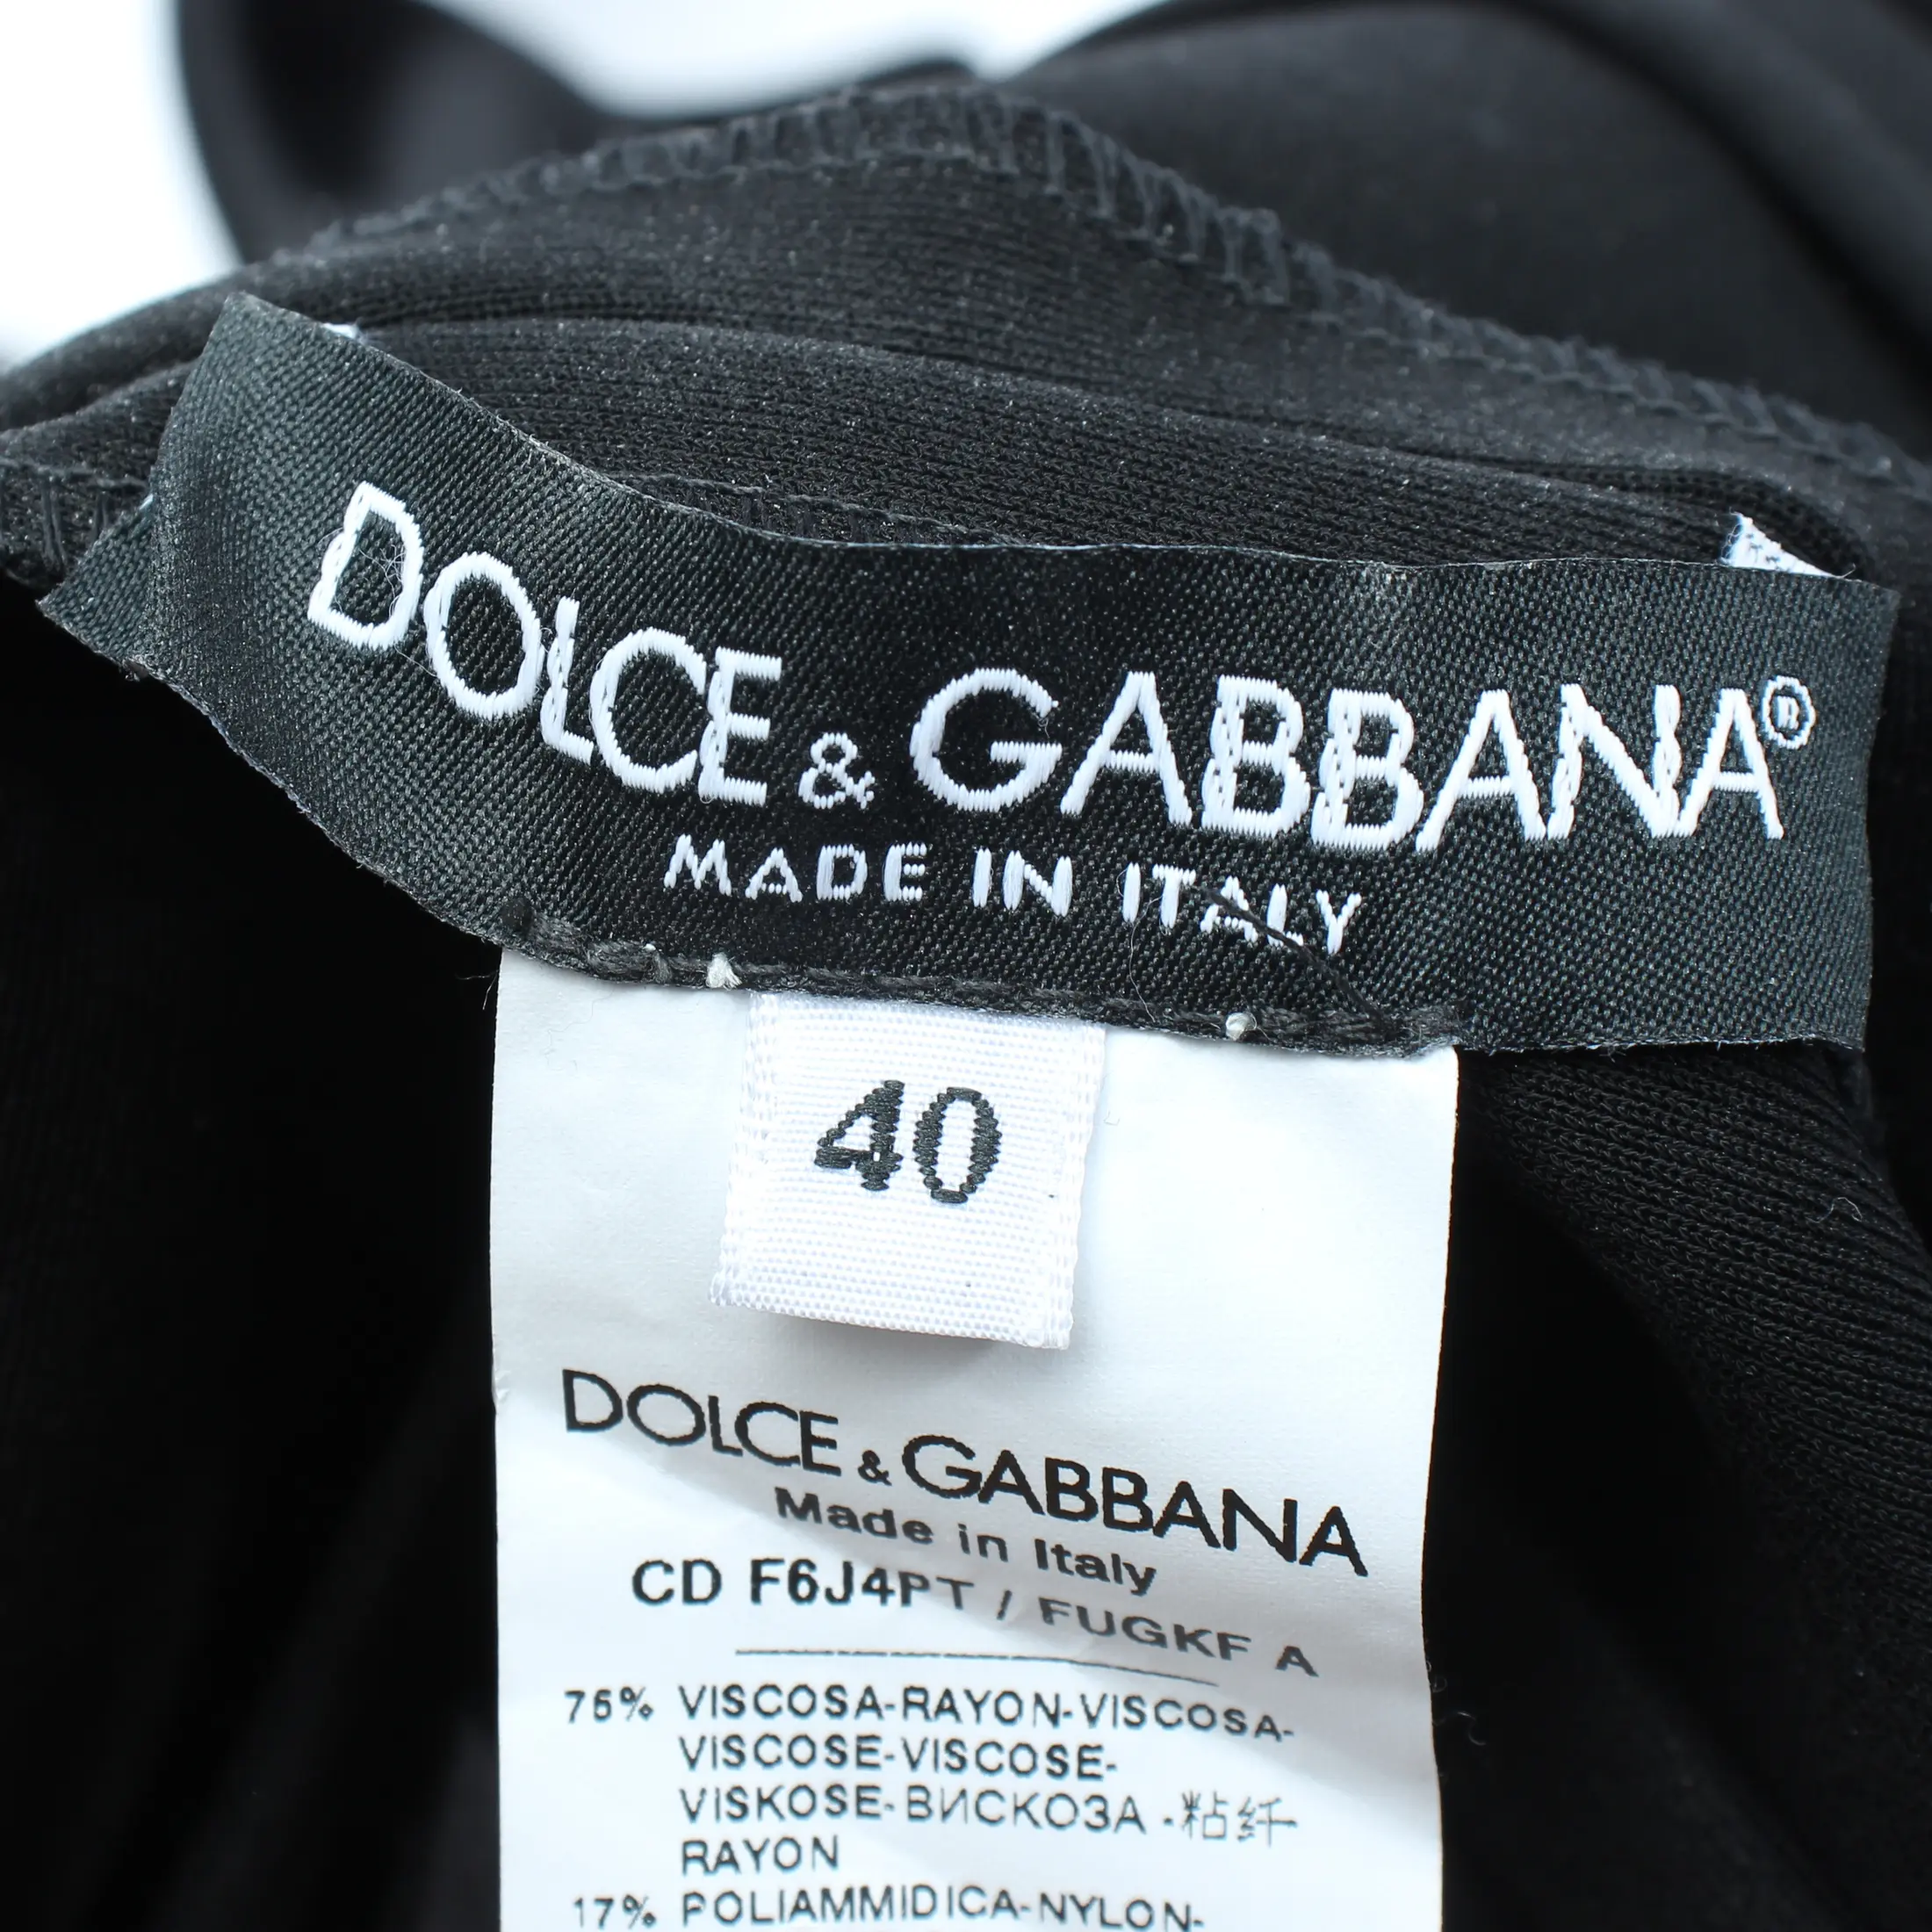 DOLCE & GABBANA®
MADE IN ITALY
40
DOLCE & GABBANA
Made in Italy
CD F6J4PT / FUGKF A
76% VISCOSA-RAYON-VISCOSA-
VISCOSE-VISCOSE-
VISKOSE-ВИСКОЗА -粘纤
RAYON
17% POLIAMMIDICA-NYLON-